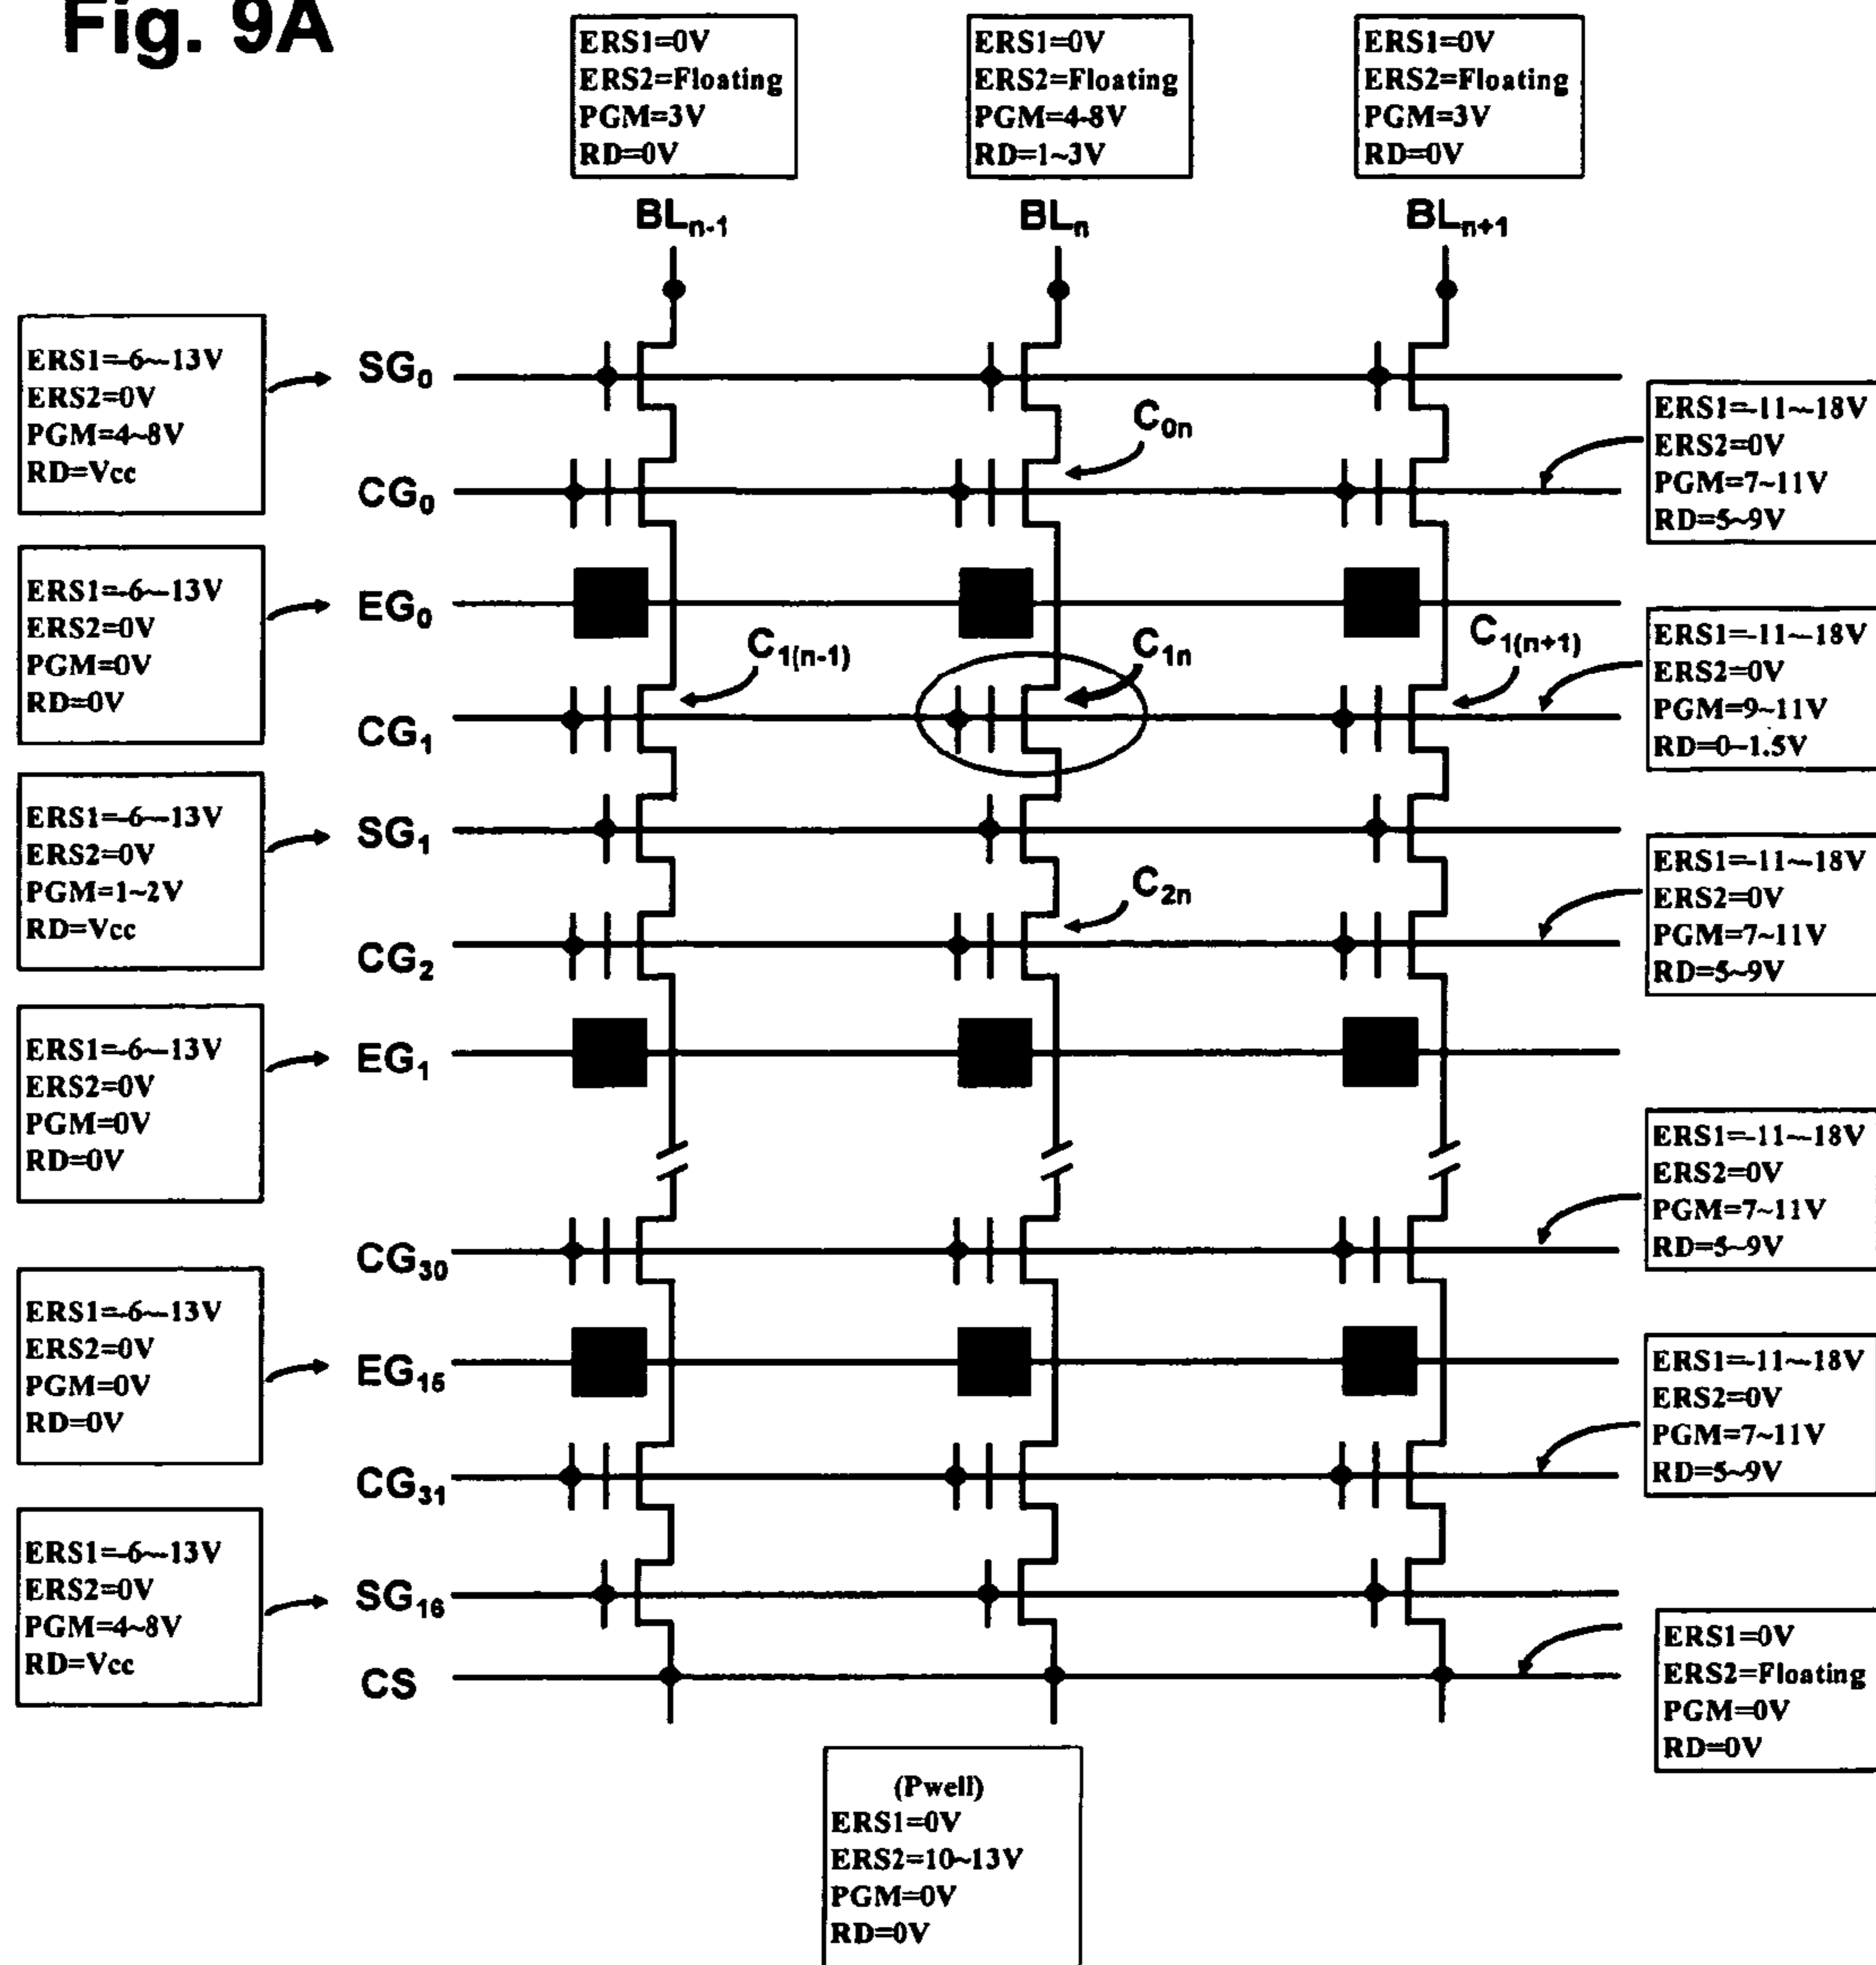 Fig. 9A
ERS1=0V
ERS2=Floating
PGM=3V
RD=0V
ERS1=0V
ERS2=Floating
PGM=4-8V
RD=1~3V
ERS1=0V
ERS2=Floating
PGM=3V
RD=0V
BLn-1
BLn
BLn+1
ERS1=-6~-13V
ERS2=0V
PGM=4~8V
RD=Vcc
SG0
C0n
CG0
ERS1=-11~-18V
ERS2=0V
PGM=7~11V
RD=5~9V
ERS1=-6~-13V
ERS2=0V
PGM=0V
RD=0V
EG0
C1(n-1)
C1n
C1(n+1)
CG1
ERS1=-11~-18V
ERS2=0V
PGM=9~11V
RD=0~1.5V
ERS1=-6~-13V
ERS2=0V
PGM=1~2V
RD=Vcc
SG1
C2n
CG2
ERS1=-11~-18V
ERS2=0V
PGM=7~11V
RD=5~9V
ERS1=-6~-13V
ERS2=0V
PGM=0V
RD=0V
EG1
CG30
ERS1=-11~-18V
ERS2=0V
PGM=7~11V
RD=5~9V
ERS1=-6~-13V
ERS2=0V
PGM=0V
RD=0V
EG15
CG31
ERS1=-11~-18V
ERS2=0V
PGM=7~11V
RD=5~9V
ERS1=-6~-13V
ERS2=0V
PGM=4~8V
RD=Vcc
SG16
CS
ERS1=0V
ERS2=Floating
PGM=0V
RD=0V
(Pwell)
ERS1=0V
ERS2=10~13V
PGM=0V
RD=0V